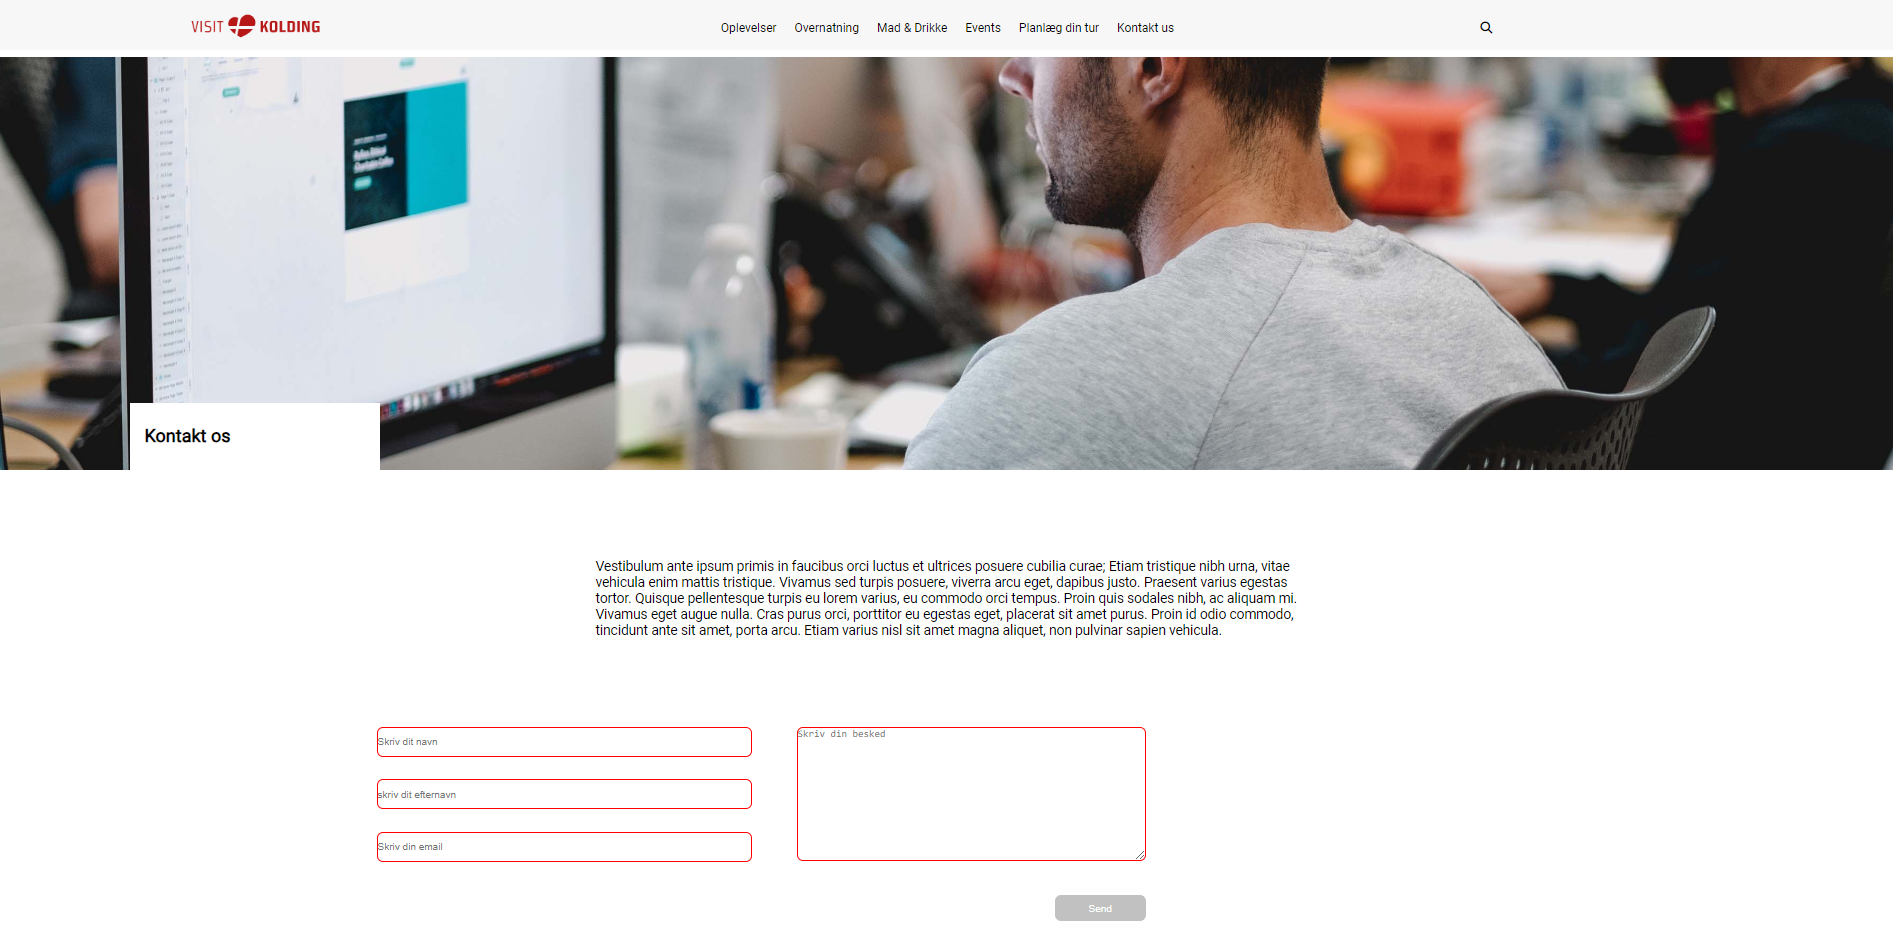 VISIT KOLDING
Oplevelser Overnatning Mad & Drikke Events Planlæg din tur Kontakt us
Kontakt os
Vestibulum ante ipsum primis in faucibus orci luctus et ultrices posuere cubilia curae; Etiam tristique nibh urna, vitae
vehicula enim mattis tristique. Vivamus sed turpis posuere, viverra arcu eget, dapibus justo. Praesent varius egestas
tortor. Quisque pellentesque turpis eu lorem varius, eu commodo orci tempus. Proin quis sodales nibh, ac aliquam mi.
Vivamus eget augue nulla. Cras purus orci, porttitor eu egestas eget, placerat sit amet purus. Proin id odio commodo,
tincidunt ante sit amet, porta arcu. Etiam varius nisl sit amet magna aliquet, non pulvinar sapien vehicula.
Skriv dit navn
skriv dit efternavn
Skriv din email
Skriv din besked
Send